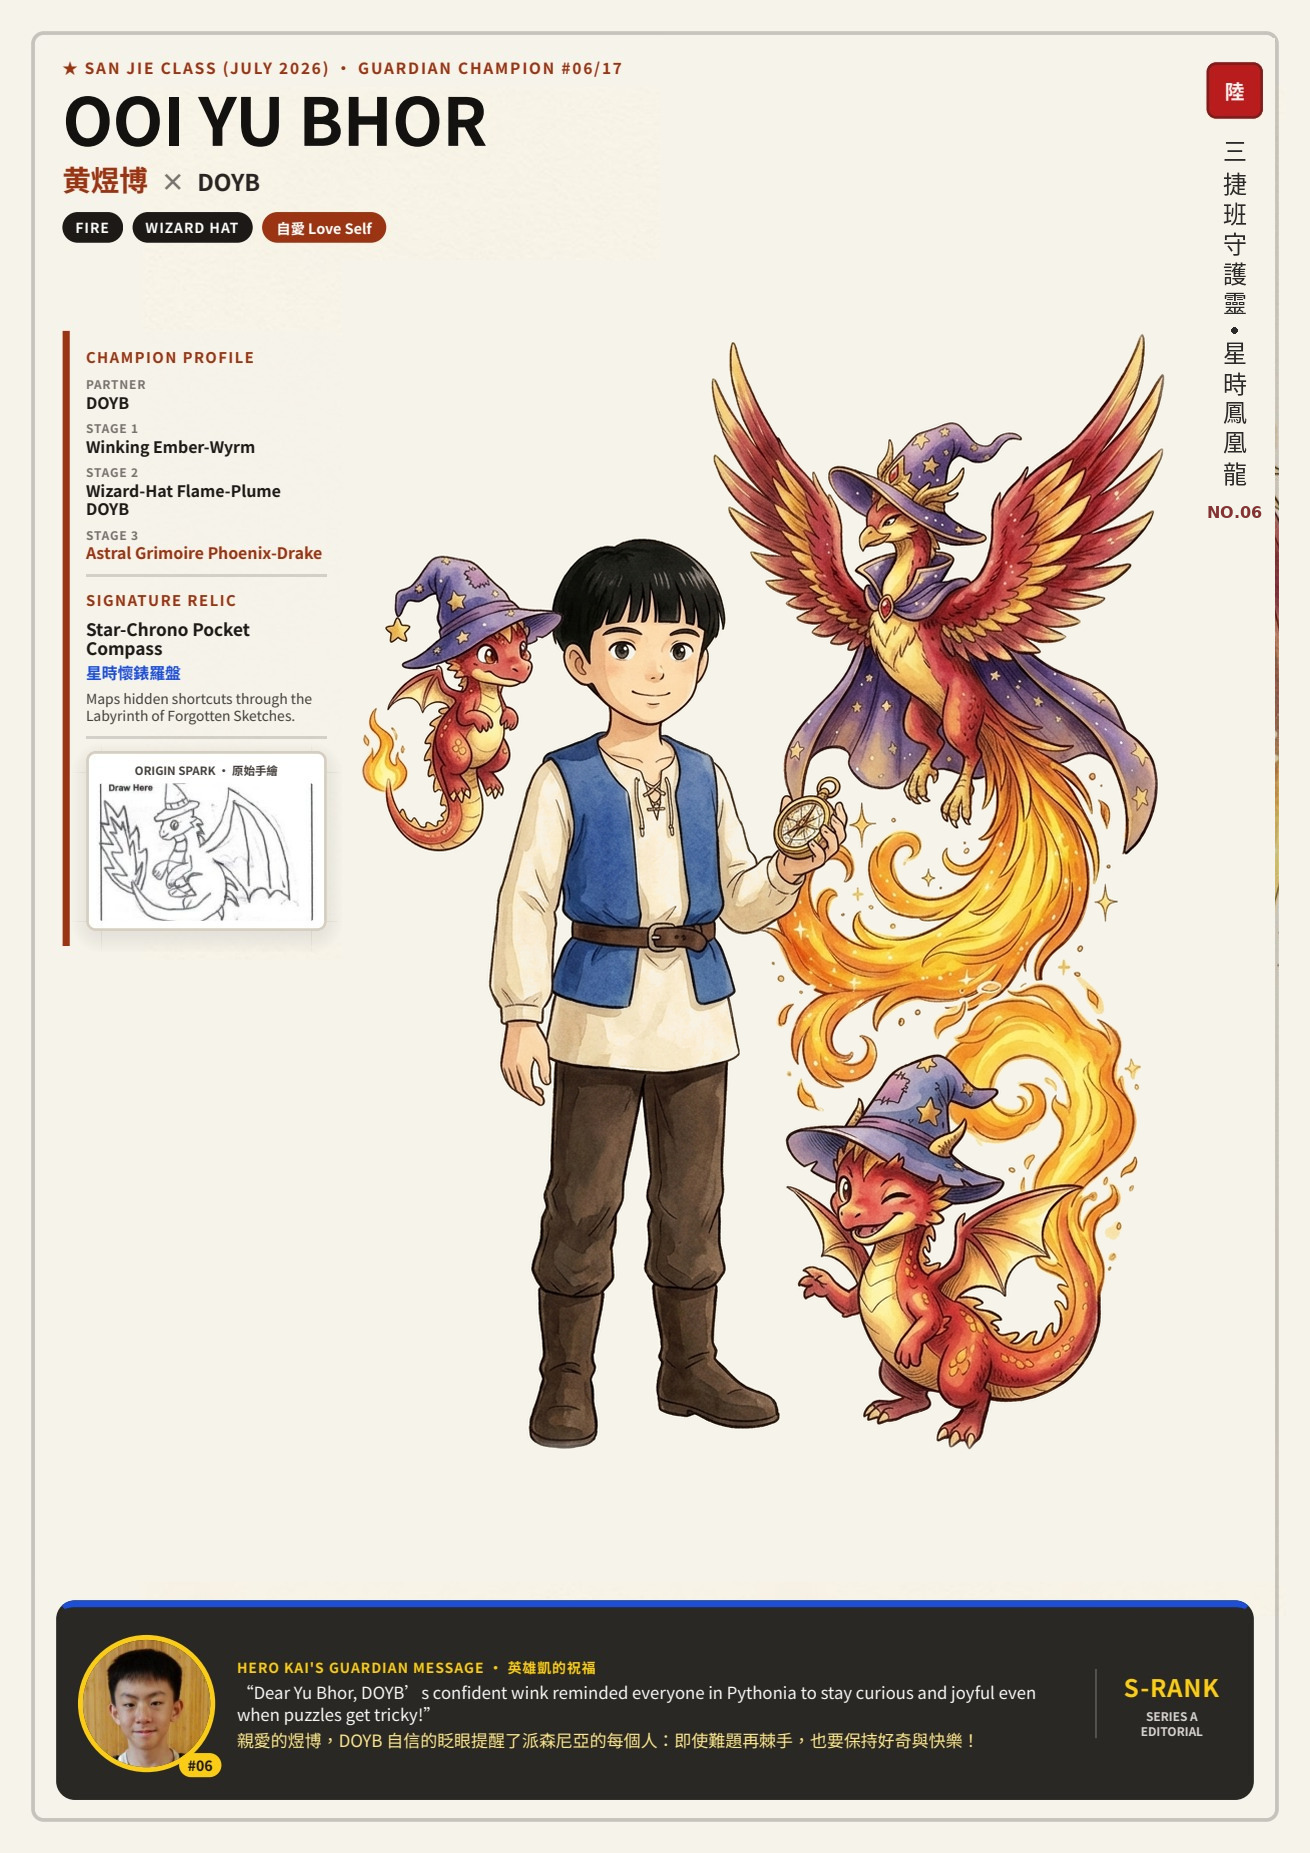 ★ SAN JIE CLASS (JULY 2026) • GUARDIAN CHAMPION #06/17
OOI YU BHOR
黄煜博 × DOYB
FIRE
WIZARD HAT
自愛 Love Self
陸
三捷班守護靈•星時鳳凰龍
NO.06
CHAMPION PROFILE
PARTNER
DOYB
STAGE 1
Winking Ember-Wyrm
STAGE 2
Wizard-Hat Flame-Plume
DOYB
STAGE 3
Astral Grimoire Phoenix-Drake
SIGNATURE RELIC
Star-Chrono Pocket
Compass
星時懷錶羅盤
Maps hidden shortcuts through the
Labyrinth of Forgotten Sketches.
ORIGIN SPARK • 原始手繪
Draw Here
HERO KAI'S GUARDIAN MESSAGE • 英雄凱的祝福
“Dear Yu Bhor, DOYB’s confident wink reminded everyone in Pythonia to stay curious and joyful even
when puzzles get tricky!”
親愛的煜博，DOYB 自信的眨眼提醒了派森尼亞的每個人：即使難題再棘手，也要保持好奇與快樂！
#06
S-RANK
SERIES A
EDITORIAL